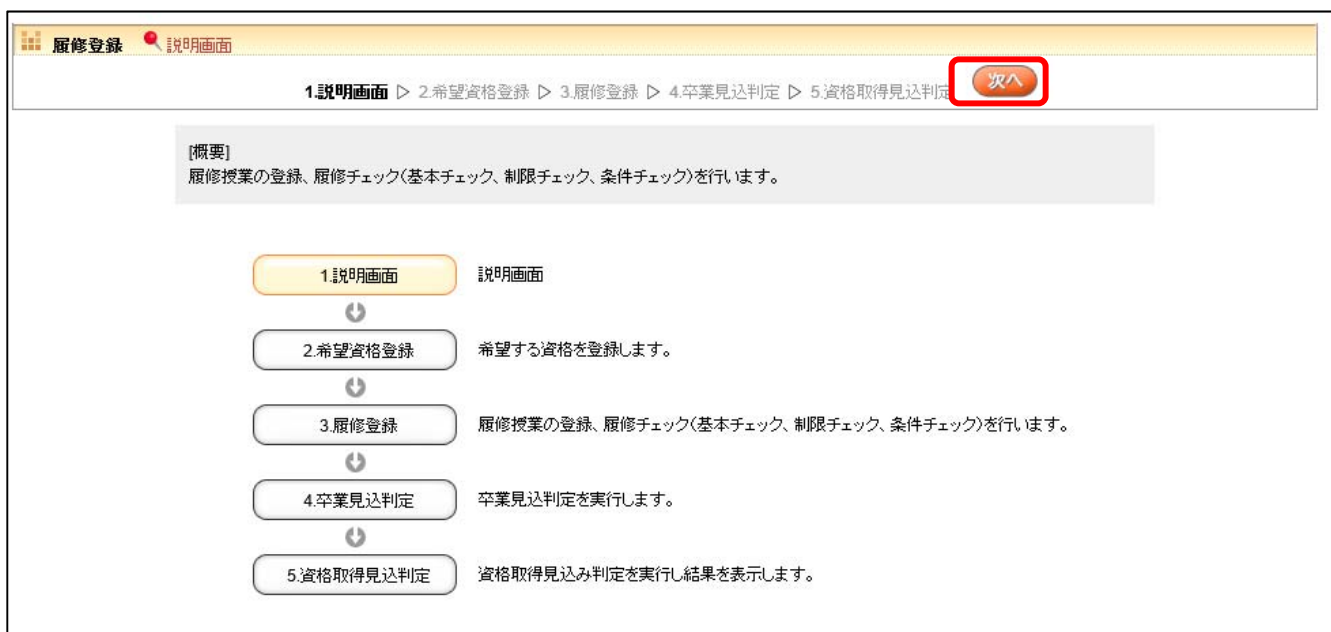 履修登録 説明画面
1.説明画面 ▷ 2.希望資格登録 ▷ 3.履修登録 ▷ 4.卒業見込判定 ▷ 5.資格取得見込判定 次へ
[概要]
履修授業の登録、履修チェック(基本チェック、制限チェック、条件チェック)を行います。
1.説明画面 説明画面
2.希望資格登録 希望する資格を登録します。
3.履修登録 履修授業の登録、履修チェック(基本チェック、制限チェック、条件チェック)を行います。
4.卒業見込判定 卒業見込判定を実行します。
5.資格取得見込判定 資格取得見込み判定を実行し結果を表示します。